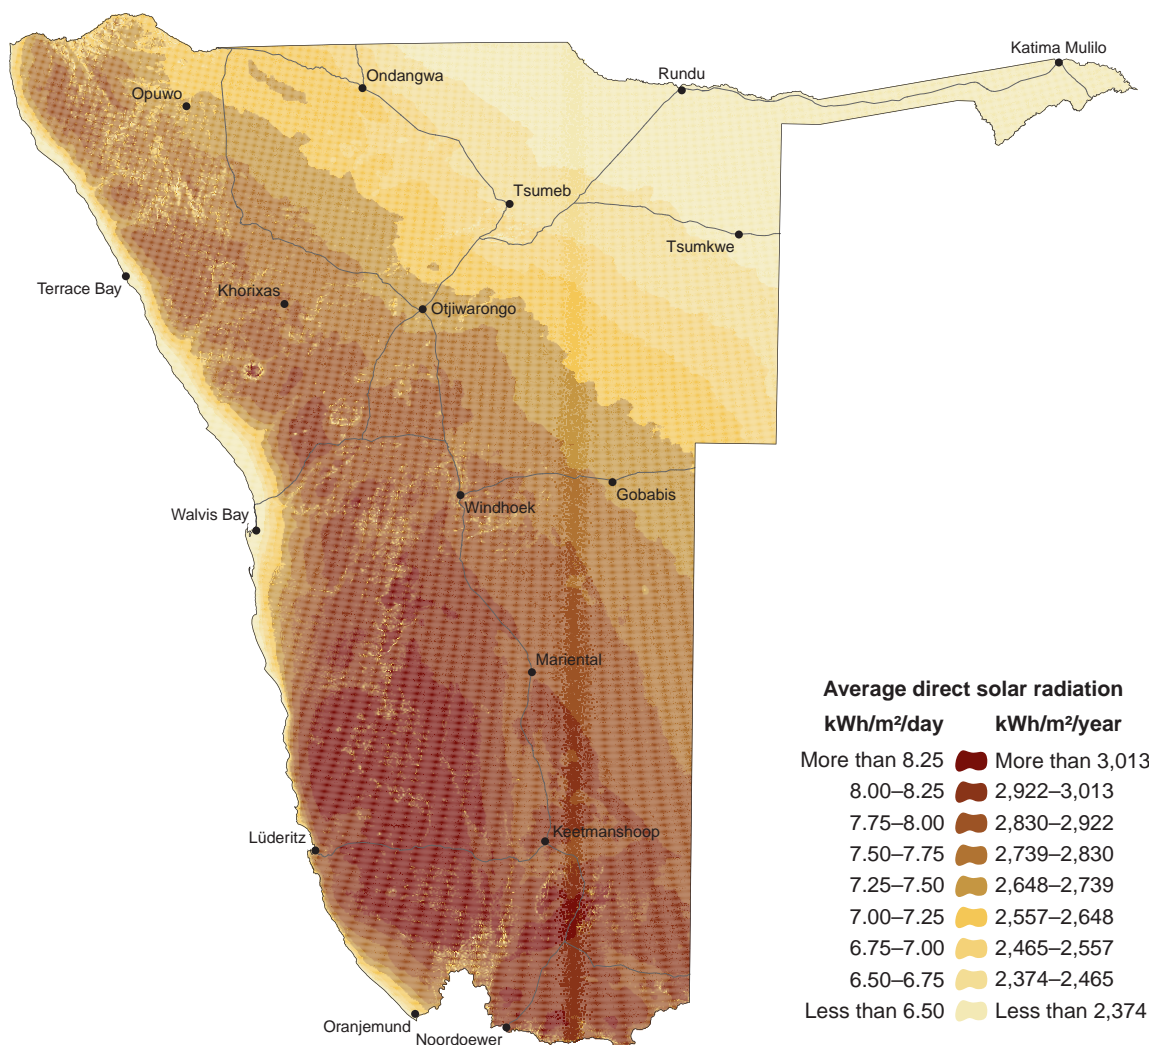 Katima Mulilo
Ondangwa
Rundu
Opuwo
Tsumeb
Tsumkwe
Terrace Bay
Khorixas
Otjiwarongo
Gobabis
Windhoek
Walvis Bay
Mariental
Lüderitz
Keetmanshoop
Oranjemund
Noordoewer
Average direct solar radiation
kWh/m²/day kWh/m²/year
More than 8.25 More than 3,013
8.00–8.25 2,922–3,013
7.75–8.00 2,830–2,922
7.50–7.75 2,739–2,830
7.25–7.50 2,648–2,739
7.00–7.25 2,557–2,648
6.75–7.00 2,465–2,557
6.50–6.75 2,374–2,465
Less than 6.50 Less than 2,374